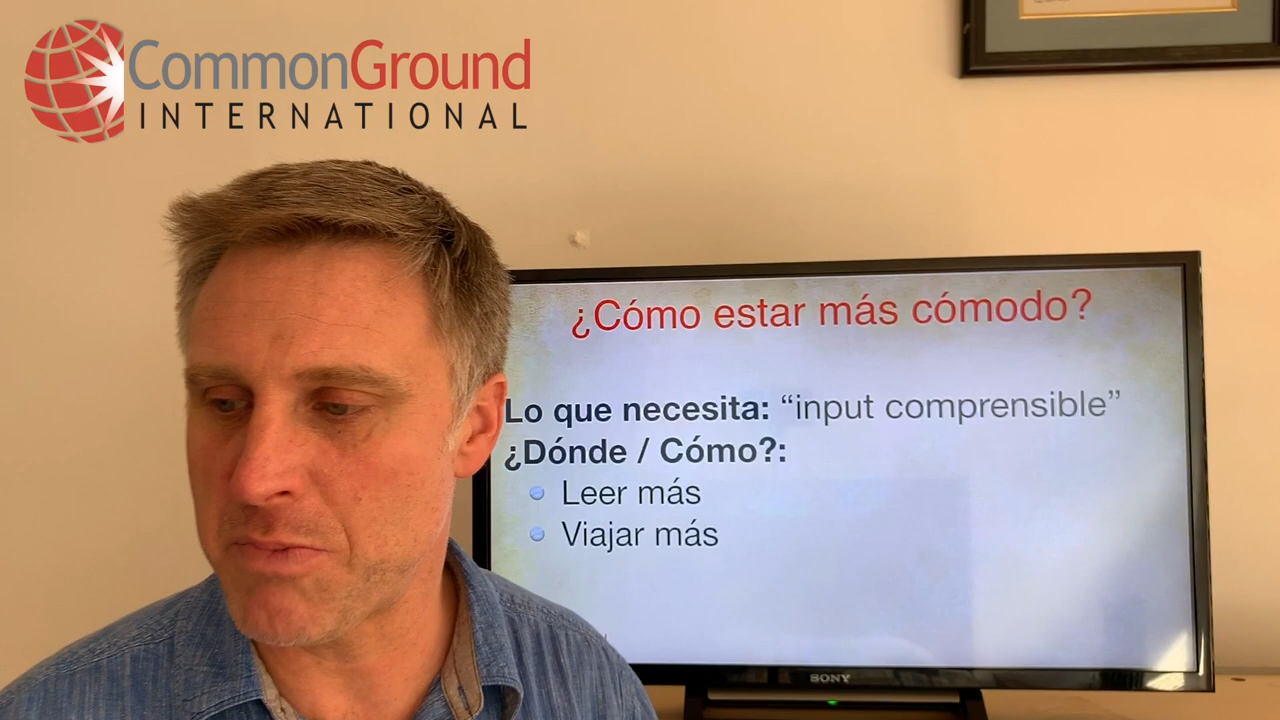 CommonGround
INTERNATIONAL
¿Cómo estar más cómodo?
Lo que necesita: “input comprensible”
¿Dónde / Cómo?:
Leer más
Viajar más
SONY